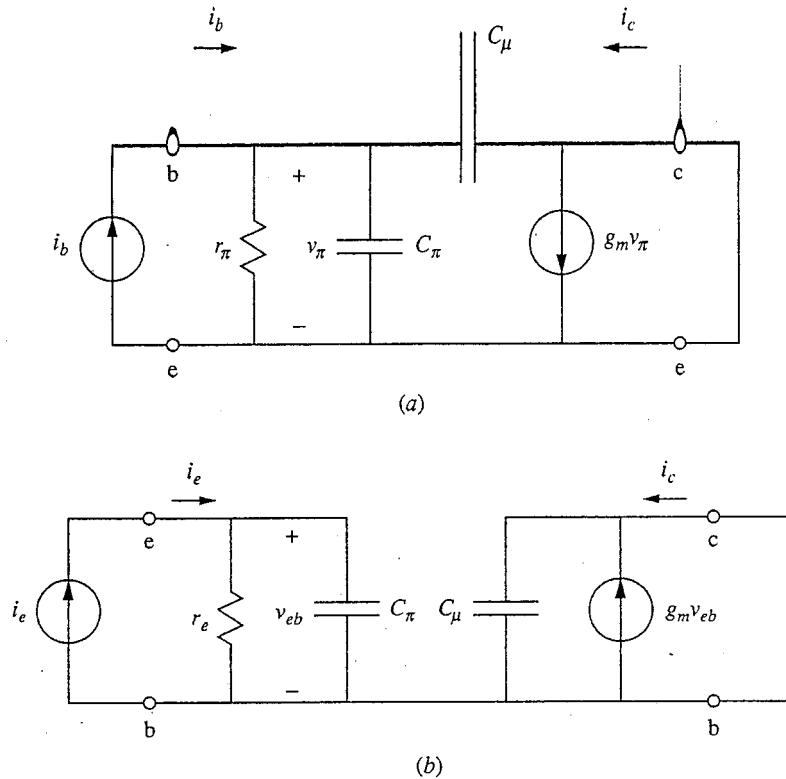 i_b
C_μ
i_c
b
c
i_b
r_π
+
v_π
−
C_π
g_m v_π
e
e
(a)
i_e
i_c
e
c
i_e
r_e
+
v_eb
−
C_π
C_μ
g_m v_eb
b
b
(b)